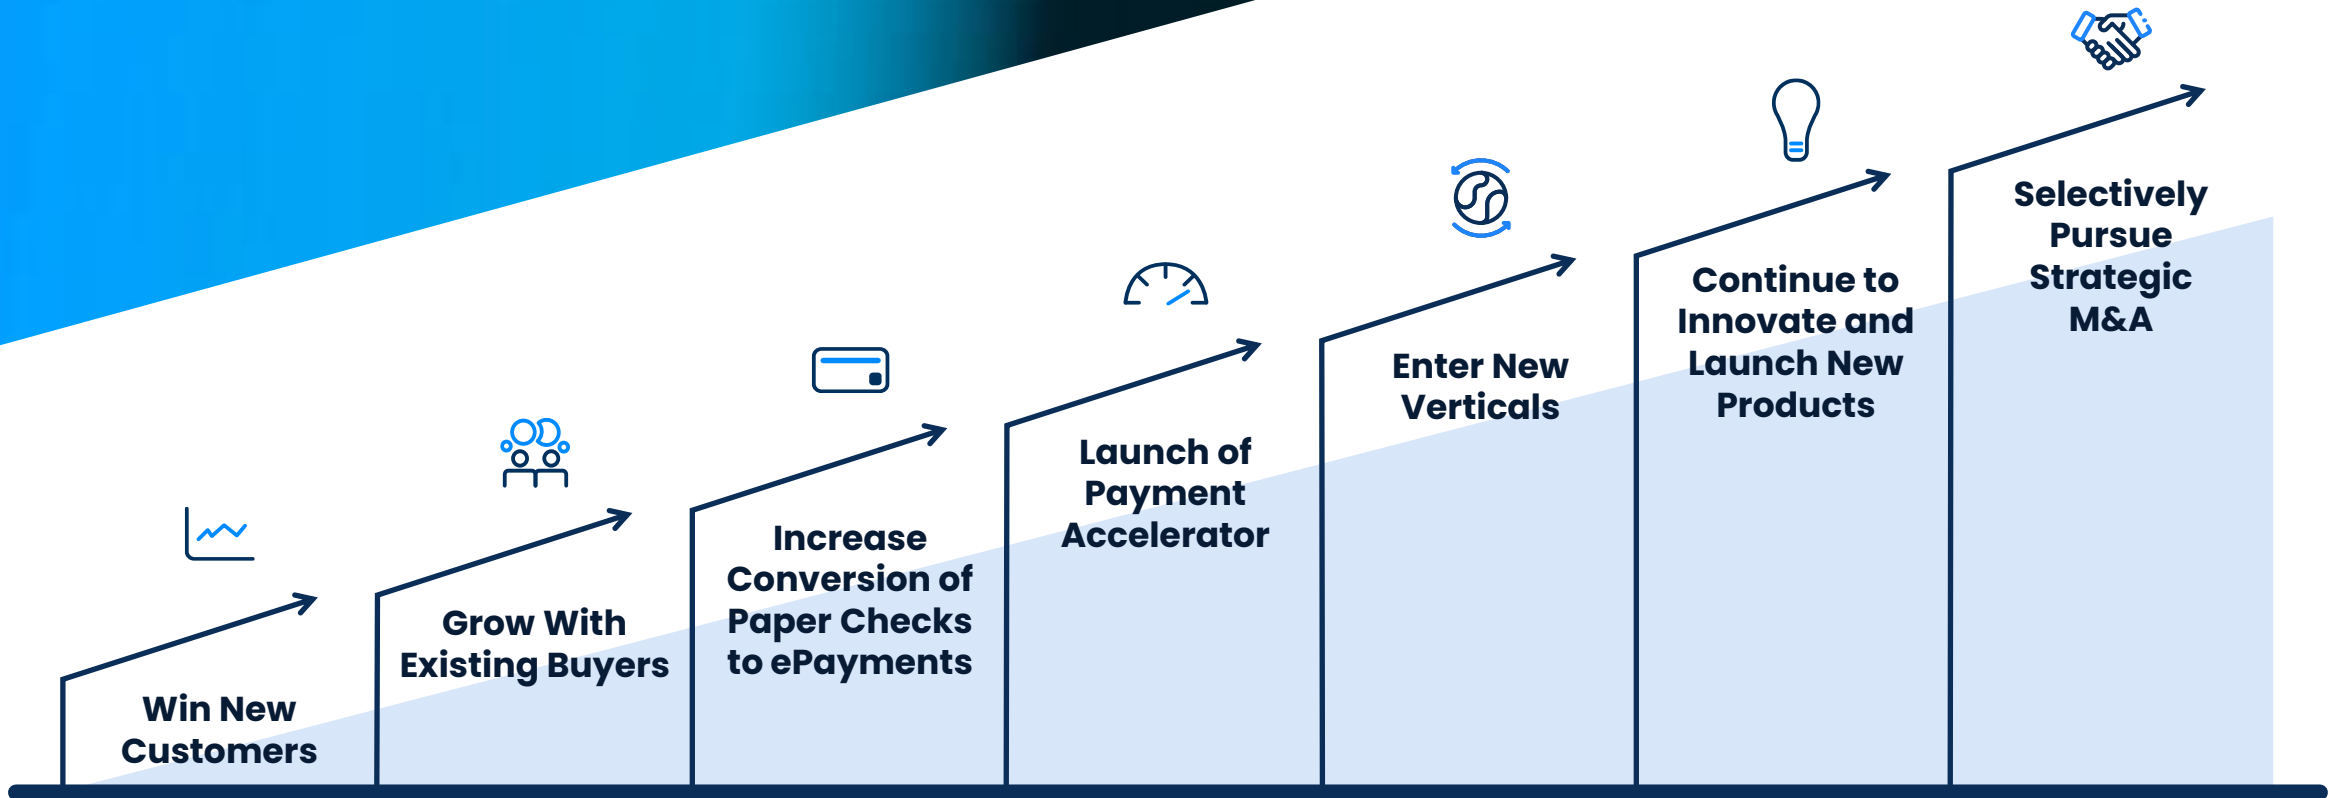 Win New
Customers
Grow With
Existing Buyers
Increase
Conversion of
Paper Checks
to ePayments
Launch of
Payment
Accelerator
Enter New
Verticals
Continue to
Innovate and
Launch New
Products
Selectively
Pursue
Strategic
M&A